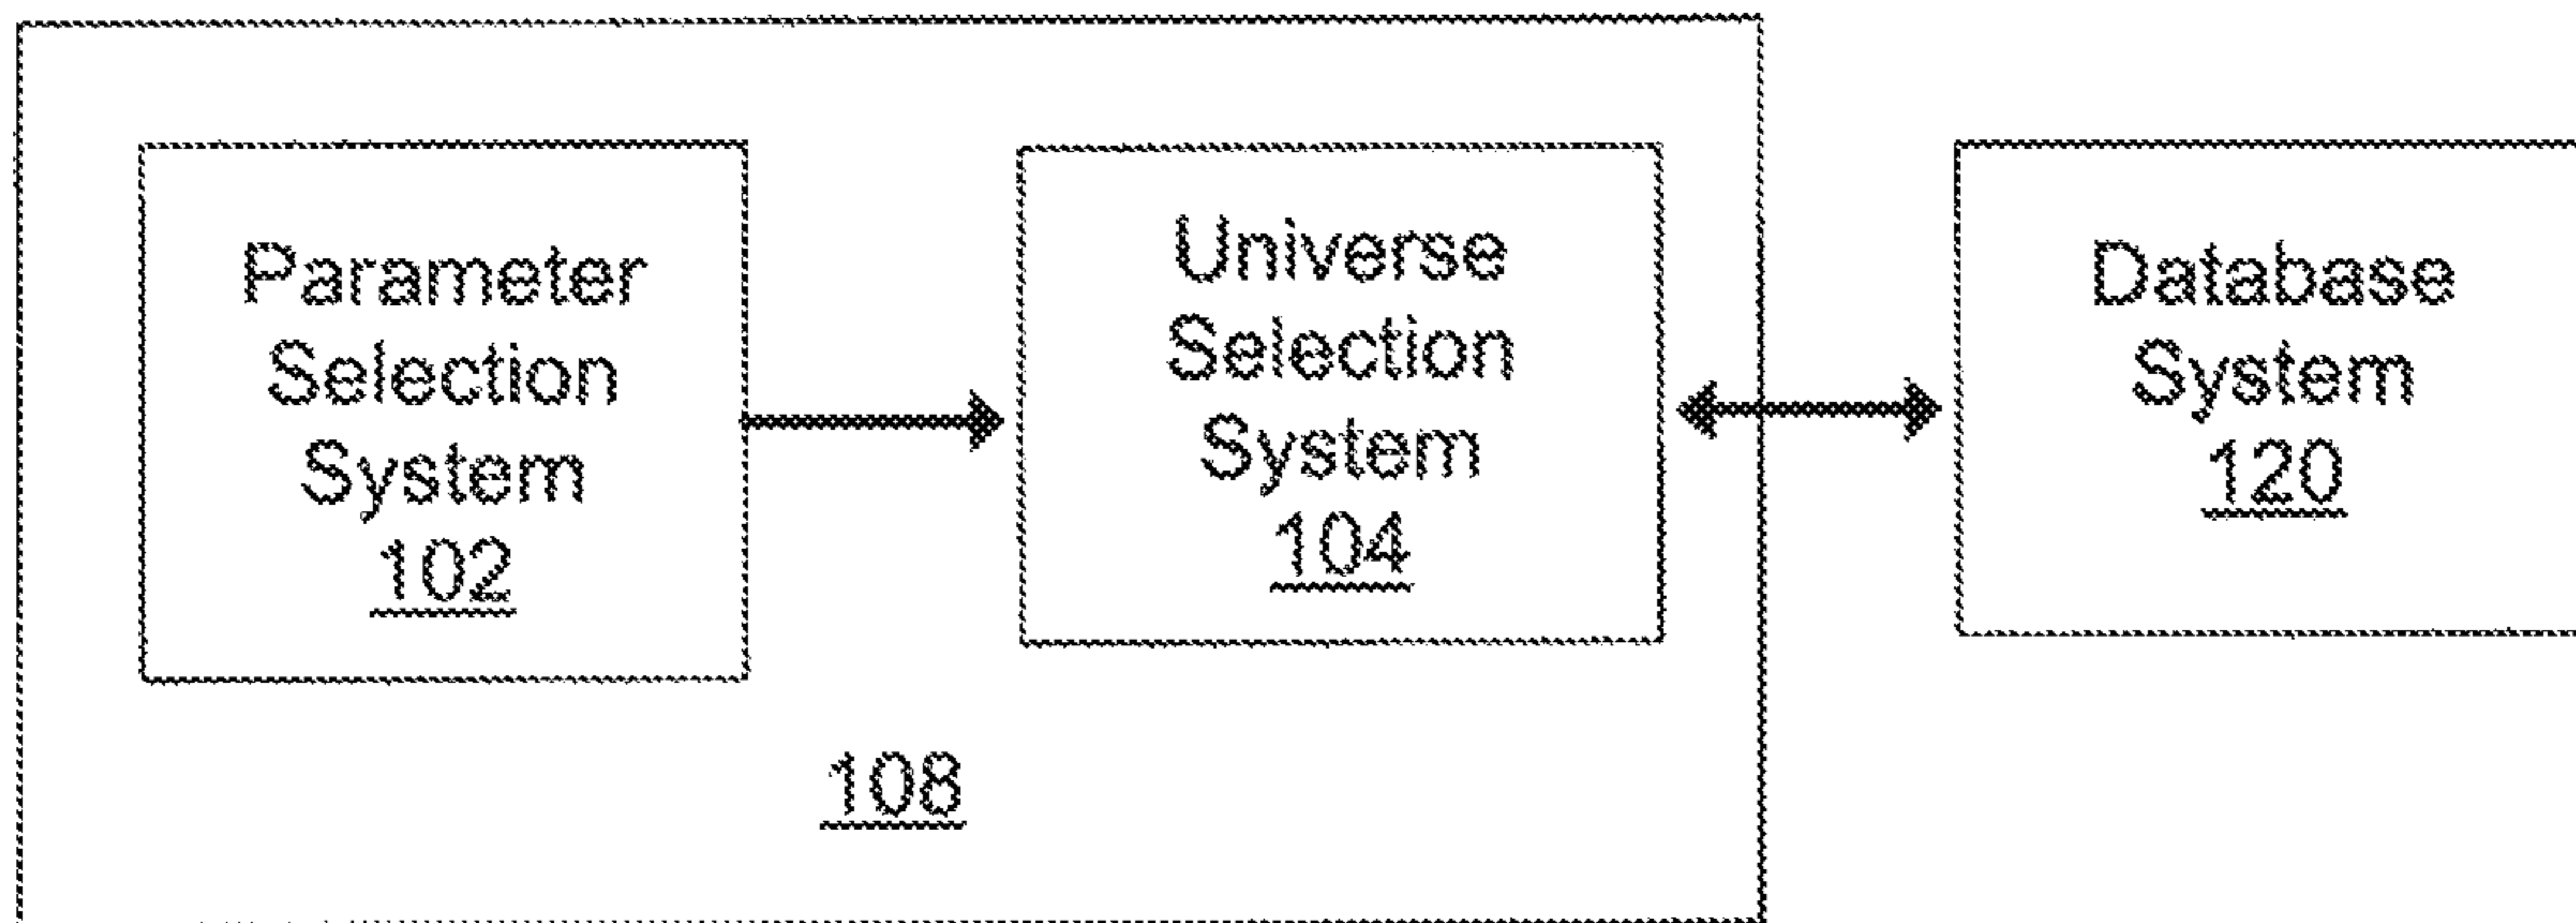 Parameter
Selection
System
102
Universe
Selection
System
104
Database
System
120
108